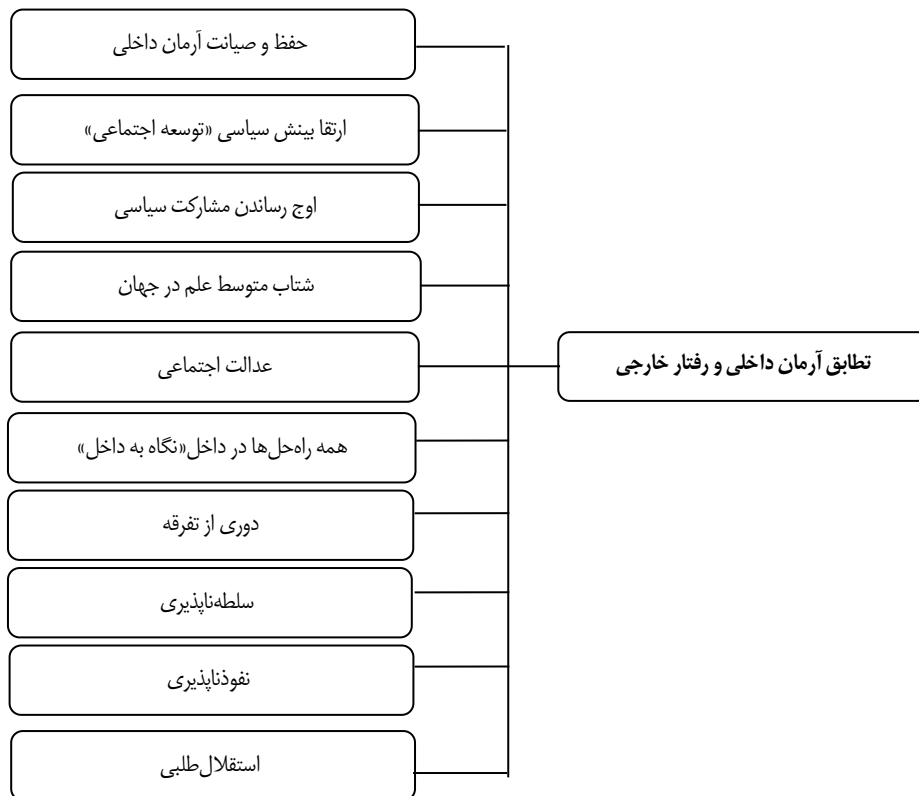 حفظ و صیانت آرمان داخلی
ارتقا بینش سیاسی «توسعه اجتماعی»
اوج رساندن مشارکت سیاسی
شتاب متوسط علم در جهان
تطابق آرمان داخلی و رفتار خارجی
عدالت اجتماعی
همه راه‌حل‌ها در داخل«نگاه به داخل»
دوری از تفرقه
سلطه‌ناپذیری
نفوذناپذیری
استقلال‌طلبی